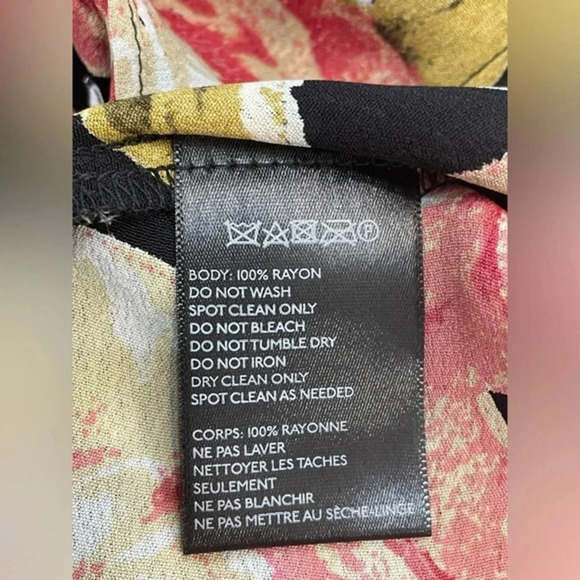 P
BODY: 100% RAYON
DO NOT WASH
SPOT CLEAN ONLY
DO NOT BLEACH
DO NOT TUMBLE DRY
DO NOT IRON
DRY CLEAN ONLY
SPOT CLEAN AS NEEDED
CORPS: 100% RAYONNE
NE PAS LAVER
NETTOYER LES TACHES
SEULEMENT
NE PAS BLANCHIR
NE PAS METTRE AU SÈCHE-LINGE